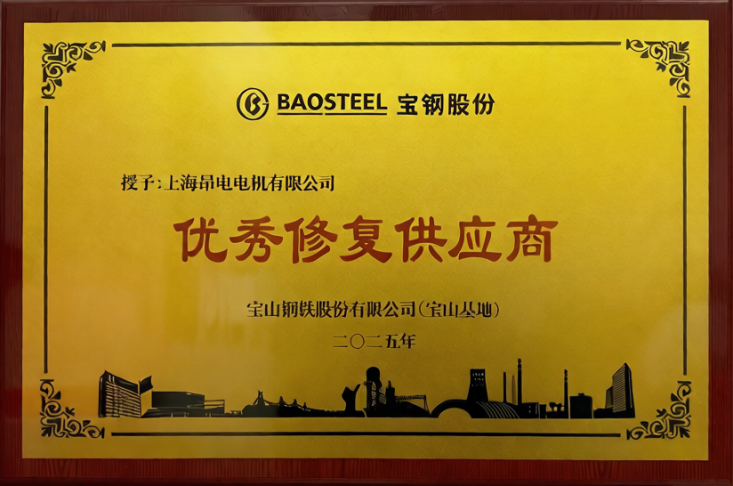 BAOSTEEL 宝钢股份
授予:上海昂电电机有限公司
优秀修复供应商
宝山钢铁股份有限公司(宝山基地)
二〇二五年